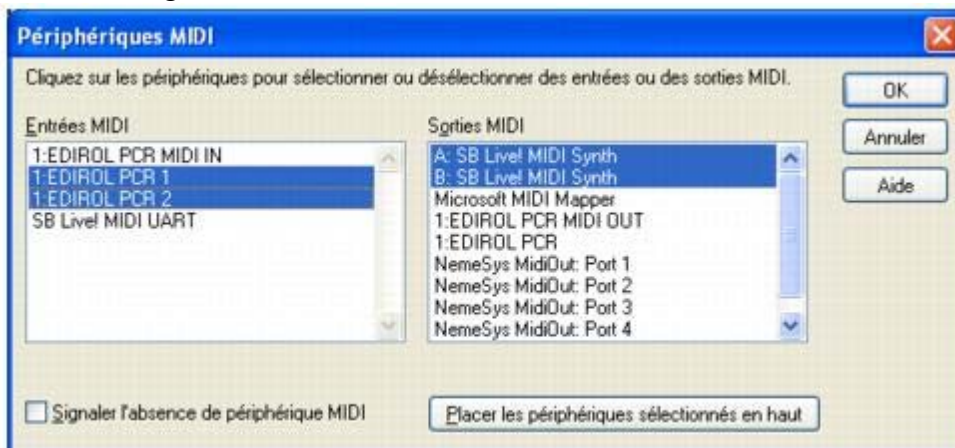 Périphériques MIDI
Cliquez sur les périphériques pour sélectionner ou désélectionner des entrées ou des sorties MIDI.
OK
Annuler
Aide
Entrées MIDI
1:EDIROL PCR MIDI IN
1:EDIROL PCR 1
1:EDIROL PCR 2
SB Live! MIDI UART
Sorties MIDI
A: SB Live! MIDI Synth
B: SB Live! MIDI Synth
Microsoft MIDI Mapper
1:EDIROL PCR MIDI OUT
1:EDIROL PCR
NemeSys MidiOut: Port 1
NemeSys MidiOut: Port 2
NemeSys MidiOut: Port 3
NemeSys MidiOut: Port 4
Signaler l'absence de périphérique MIDI
Placer les périphériques sélectionnés en haut